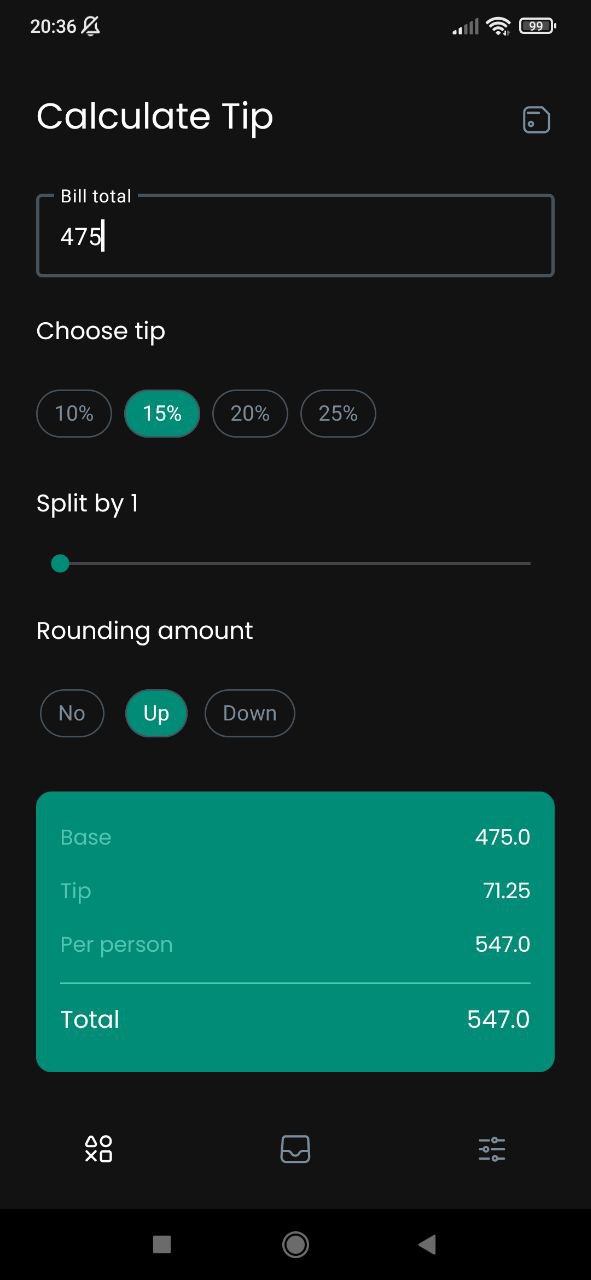 20:36
99
Calculate Tip
Bill total
475
Choose tip
10% 15% 20% 25%
Split by 1
Rounding amount
No Up Down
Base 475.0
Tip 71.25
Per person 547.0
Total 547.0